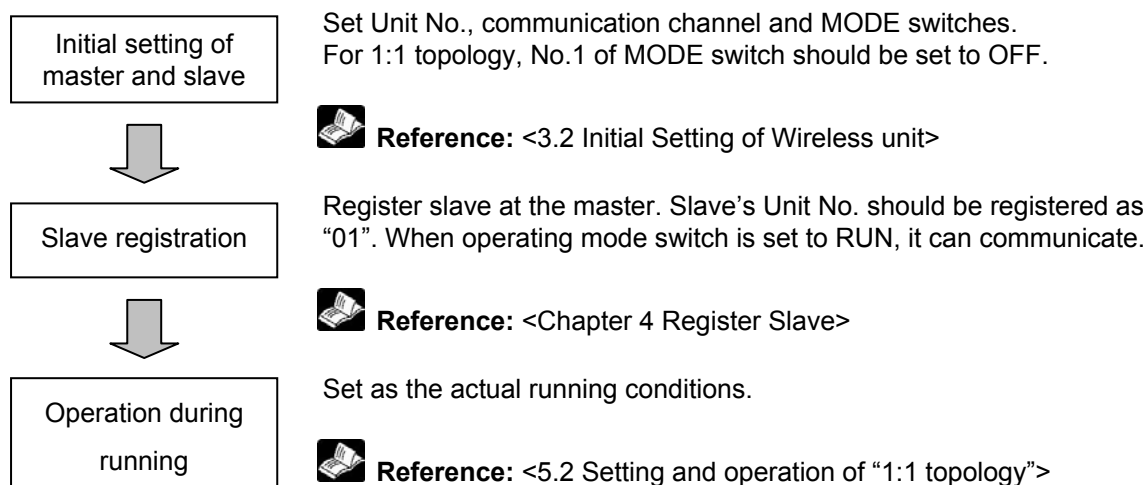 Initial setting of
master and slave
Set Unit No., communication channel and MODE switches.
For 1:1 topology, No.1 of MODE switch should be set to OFF.
Reference: <3.2 Initial Setting of Wireless unit>
Slave registration
Register slave at the master. Slave's Unit No. should be registered as
“01”. When operating mode switch is set to RUN, it can communicate.
Reference: <Chapter 4 Register Slave>
Operation during
running
Set as the actual running conditions.
Reference: <5.2 Setting and operation of “1:1 topology”>